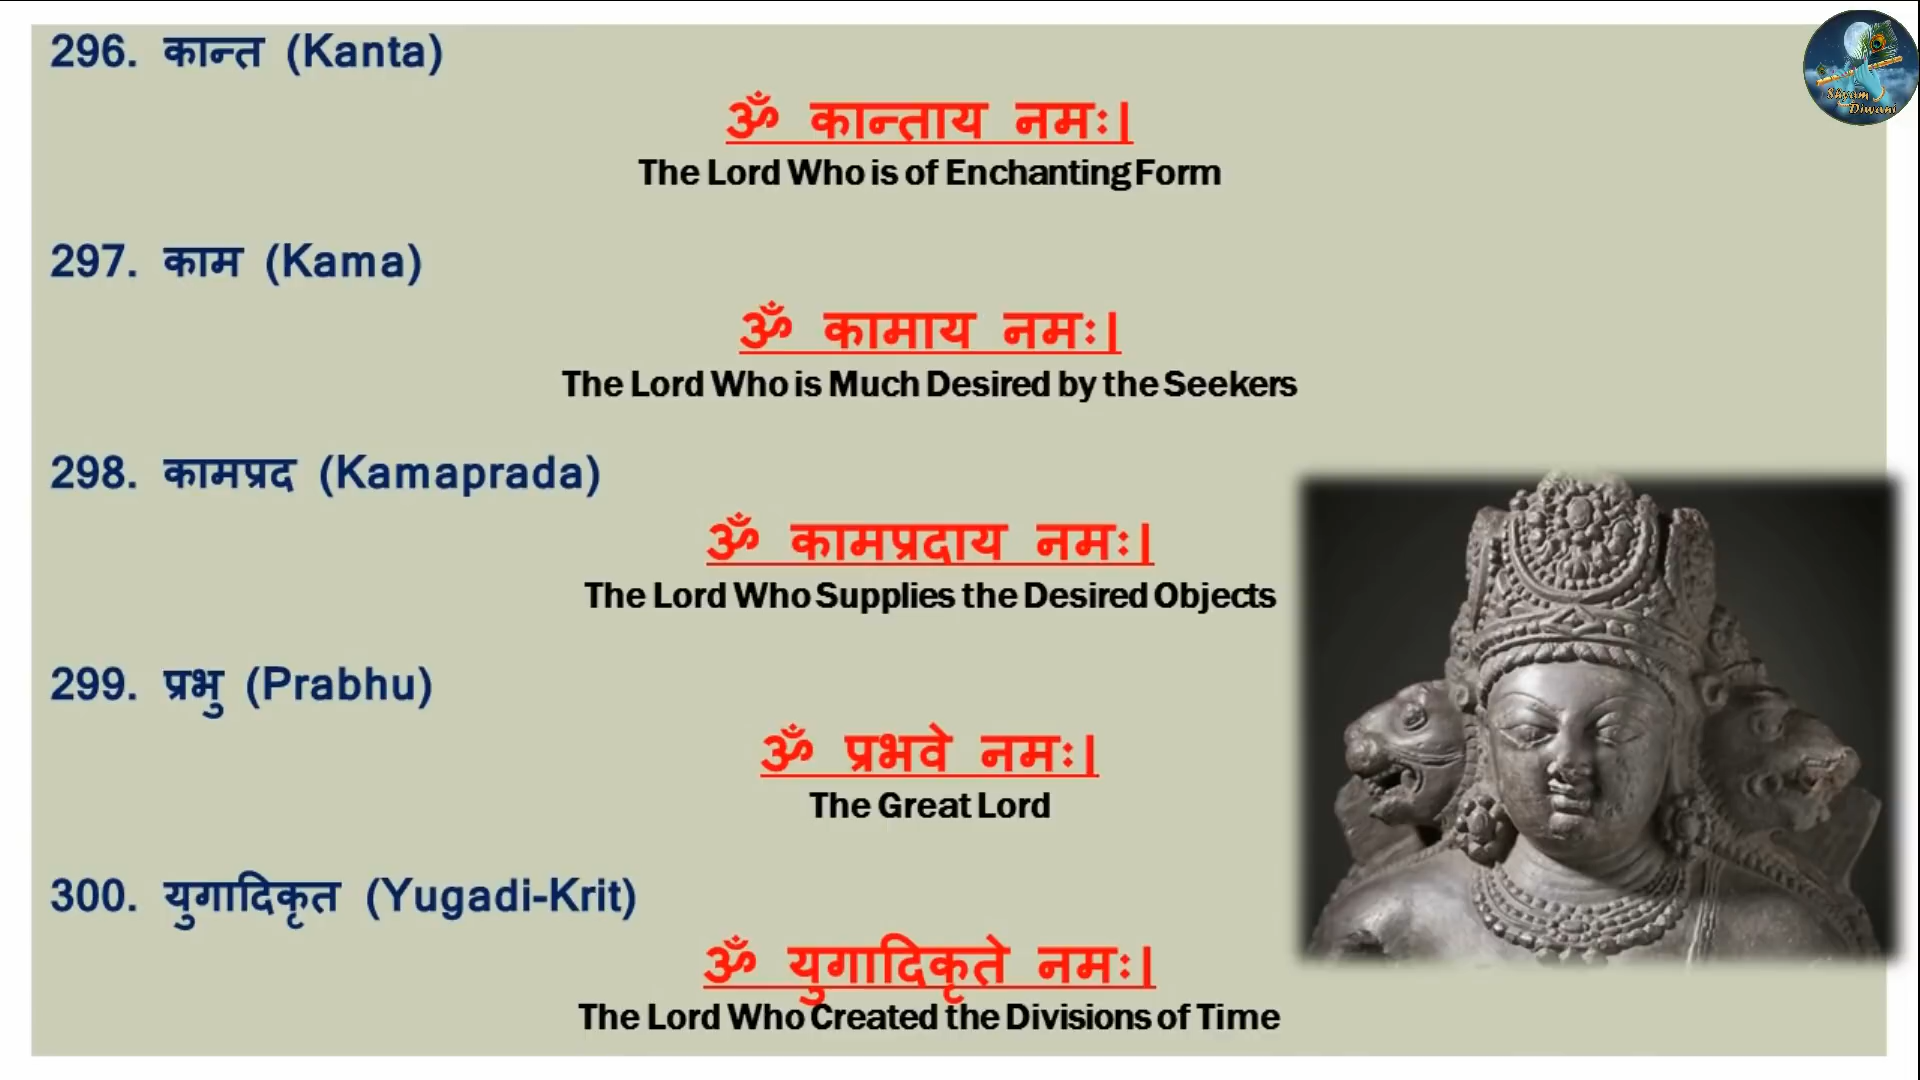 296. कान्त (Kanta)
ॐ कान्ताय नमः|
The Lord Who is of Enchanting Form
297. काम (Kama)
ॐ कामाय नमः|
The Lord Who is Much Desired by the Seekers
298. कामप्रद (Kamaprada)
ॐ कामप्रदाय नमः|
The Lord Who Supplies the Desired Objects
299. प्रभु (Prabhu)
ॐ प्रभवे नमः|
The Great Lord
300. युगादिकृत (Yugadi-Krit)
ॐ युगादिकृते नमः|
The Lord Who Created the Divisions of Time
Shyam
Diwani